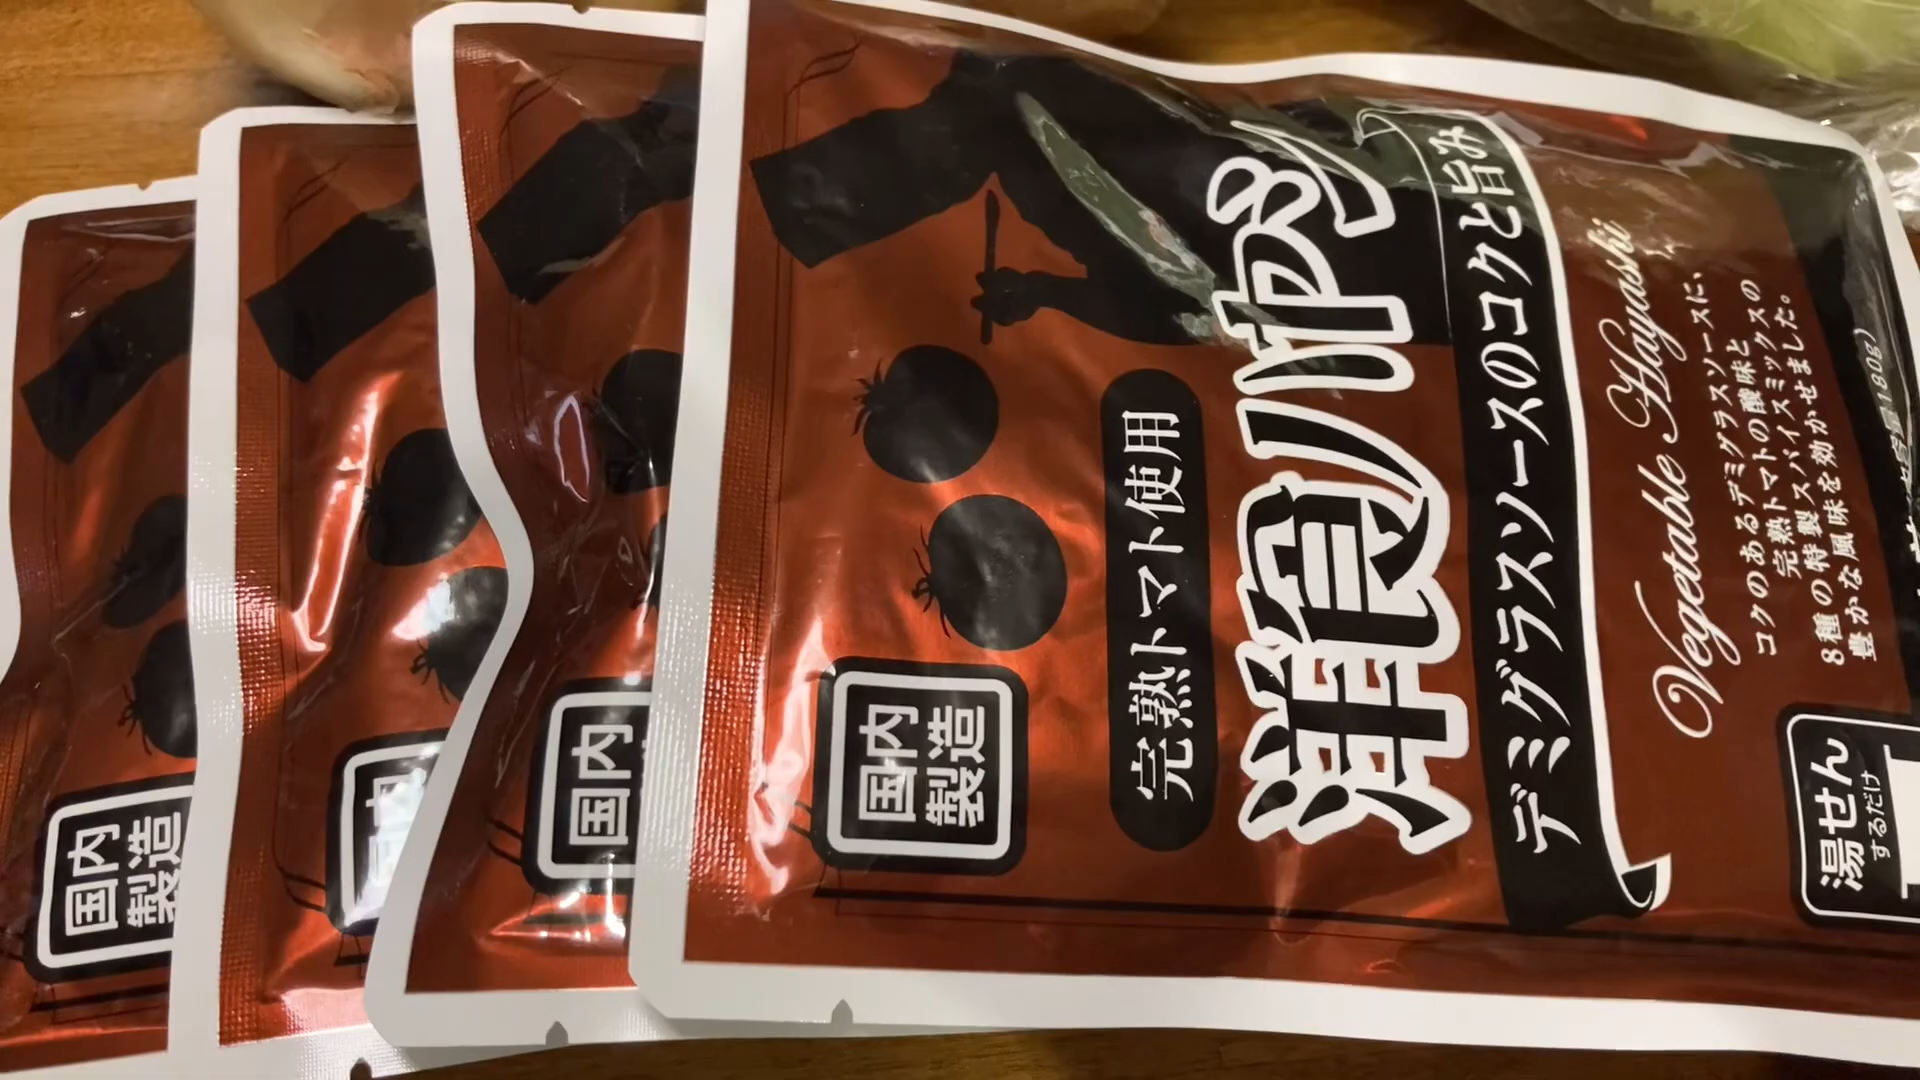 国内
製造
国内
製造
国内
国内
製造
完熟トマト使用
洋食ハヤシ
デミグラスソースのコクと旨み
Vegetable Hayashi
コクのあるデミグラスソースに、
完熟トマトの酸味と
8種の特製スパイスミックスの
豊かな風味を効かせました。
湯せん
するだけ
180g)